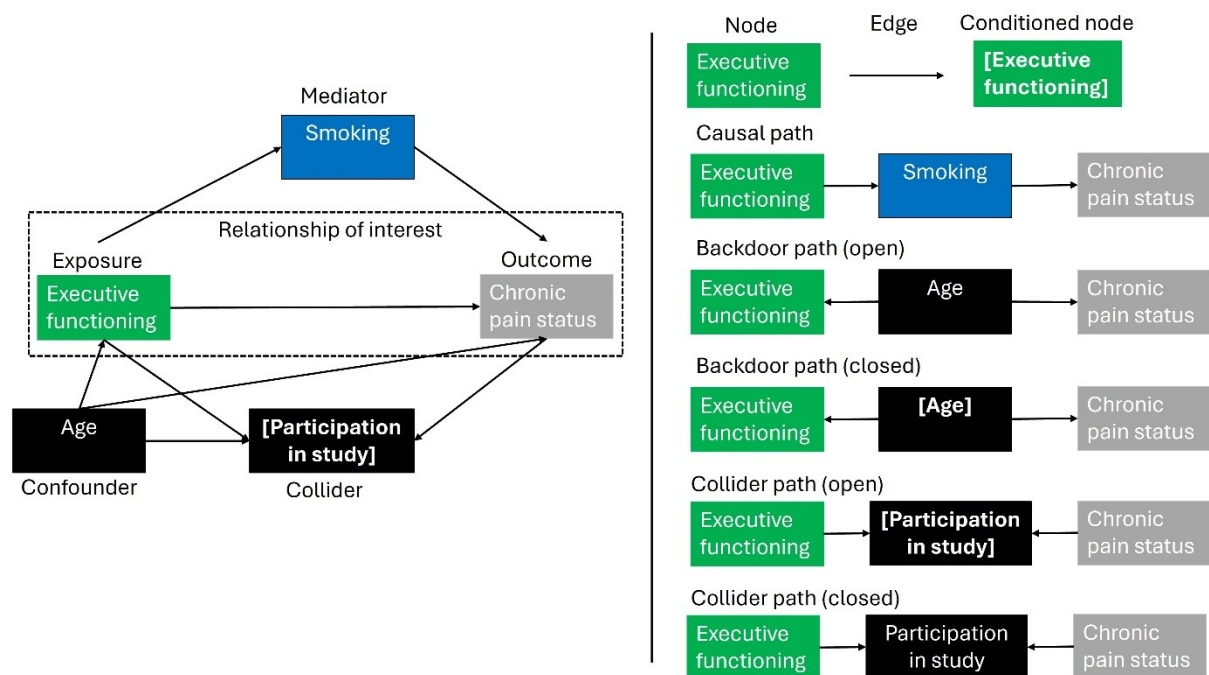 Mediator
Smoking
Relationship of interest
Exposure
Outcome
Executive
functioning
Chronic
pain status
Age
[Participation
in study]
Confounder
Collider
Node
Edge
Conditioned node
Executive
functioning
[Executive
functioning]
Causal path
Executive
functioning
Smoking
Chronic
pain status
Backdoor path (open)
Executive
functioning
Age
Chronic
pain status
Backdoor path (closed)
Executive
functioning
[Age]
Chronic
pain status
Collider path (open)
Executive
functioning
[Participation
in study]
Chronic
pain status
Collider path (closed)
Executive
functioning
Participation
in study
Chronic
pain status